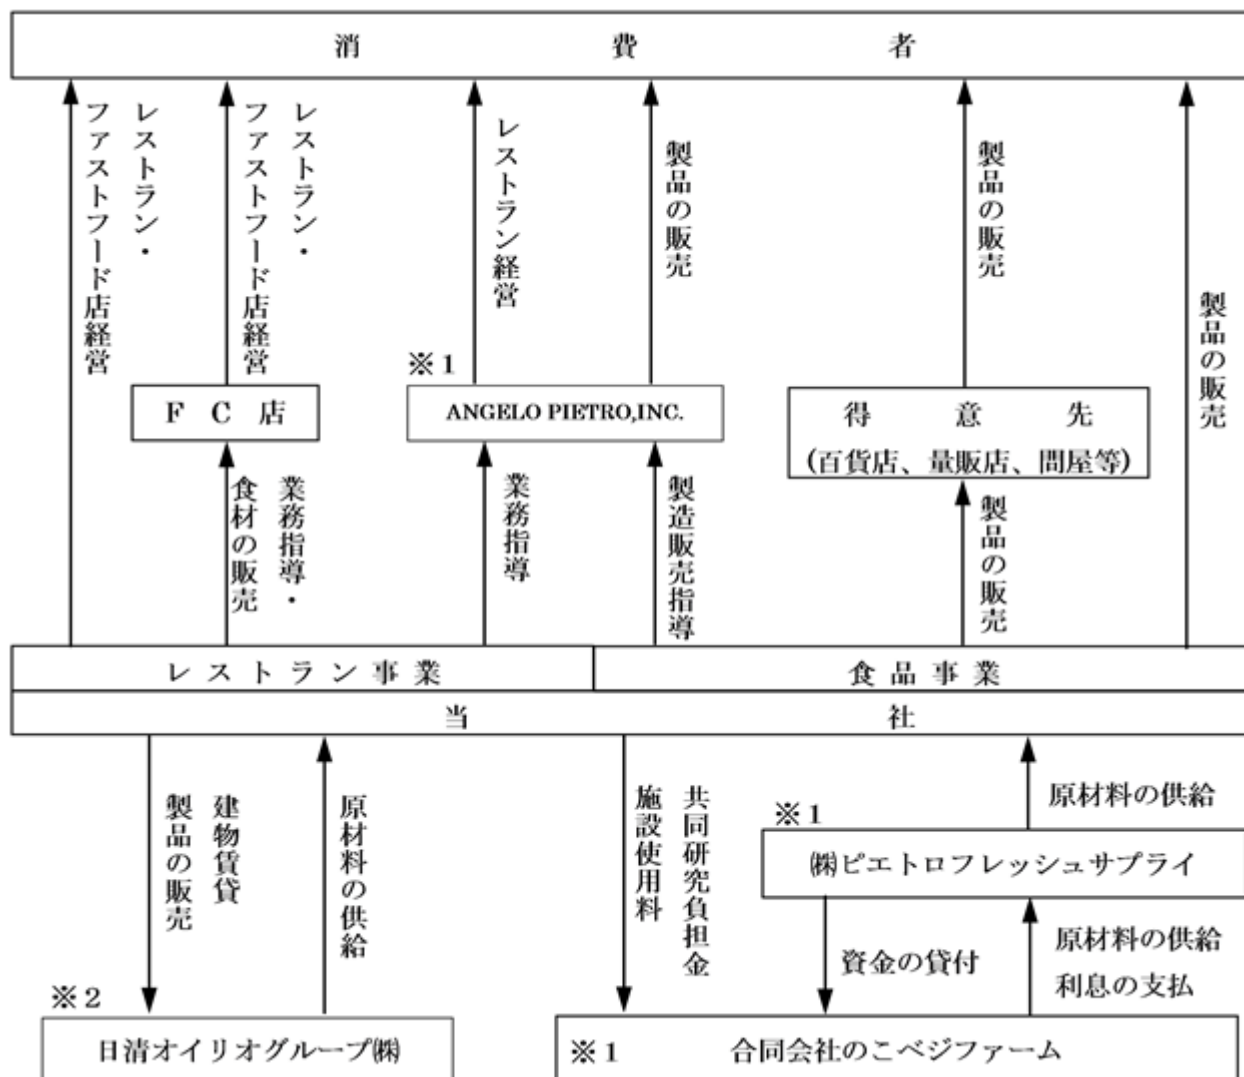 消費者
レストラン・
ファストフード店経営
レストラン・
ファストフード店経営
レストラン経営
製品の販売
製品の販売
製品の販売
FC店
※1
ANGELO PIETRO,INC.
得意先
(百貨店、量販店、問屋等)
業務指導・
食材の販売
業務指導
製造販売指導
製品の販売
レストラン事業
食品事業
当社
建物賃貸
製品の販売
原材料の供給
共同研究負担金
施設使用料
原材料の供給
※1
㈱ピエトロフレッシュサプライ
資金の貸付
原材料の供給
利息の支払
※2
日清オイリオグループ㈱
※1 合同会社のこベジファーム